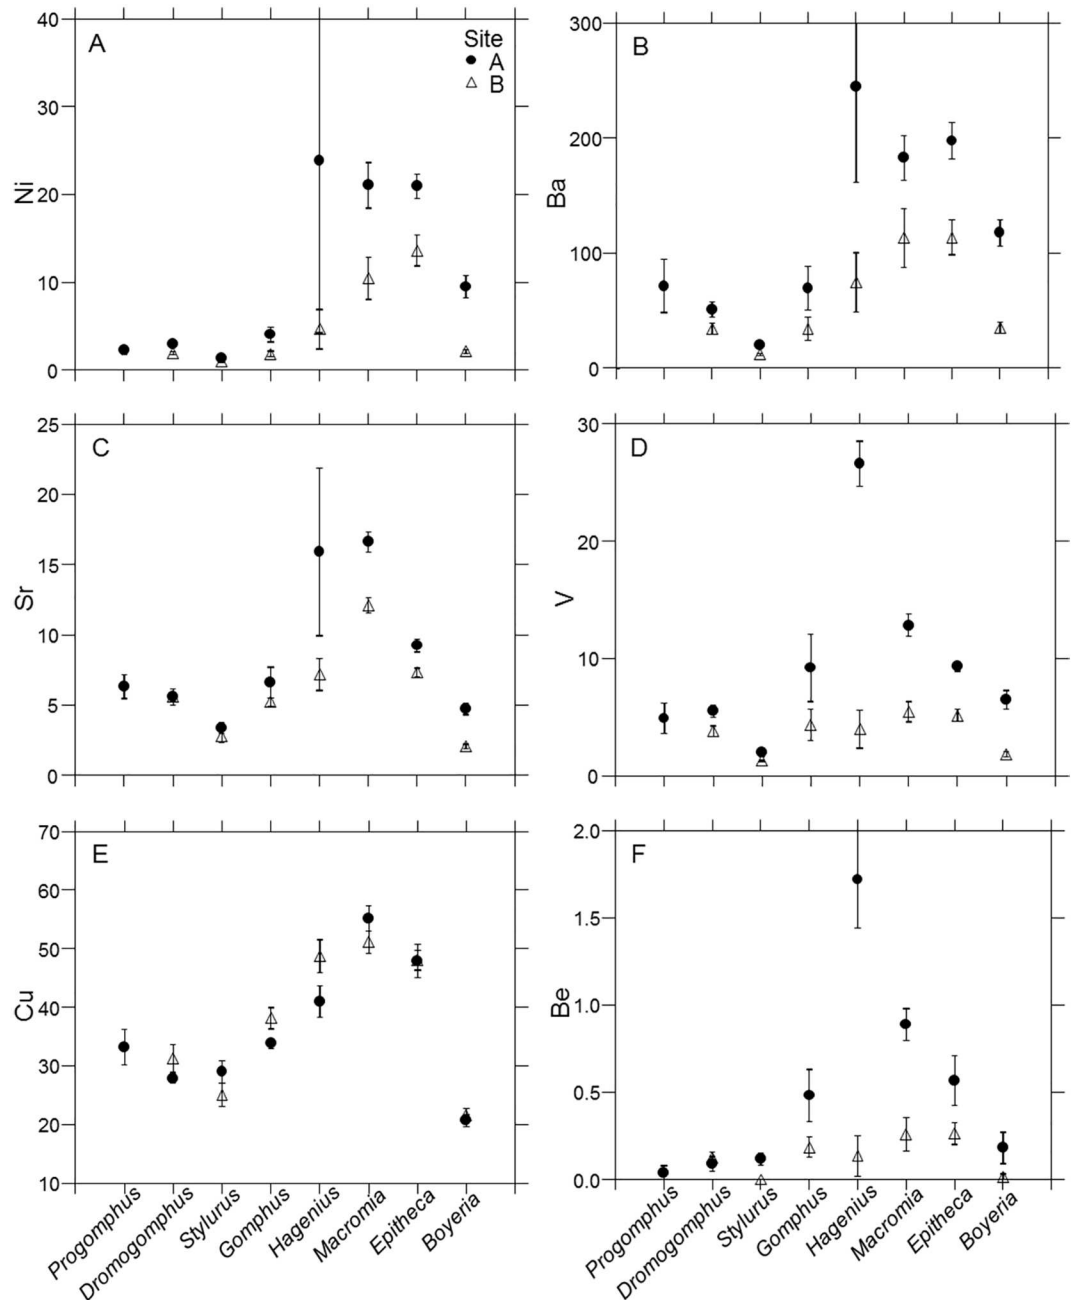 A
Site
A
B
40
30
20
10
0
Ni
B
300
200
100
0
Ba
C
25
20
15
10
5
0
Sr
D
30
20
10
0
V
E
70
60
50
40
30
20
10
Cu
F
2.0
1.5
1.0
0.5
0.0
Be
Progomphus
Dromogomphus
Stylurus
Gomphus
Hagenius
Macromia
Epitheca
Boyeria
Progomphus
Dromogomphus
Stylurus
Gomphus
Hagenius
Macromia
Epitheca
Boyeria